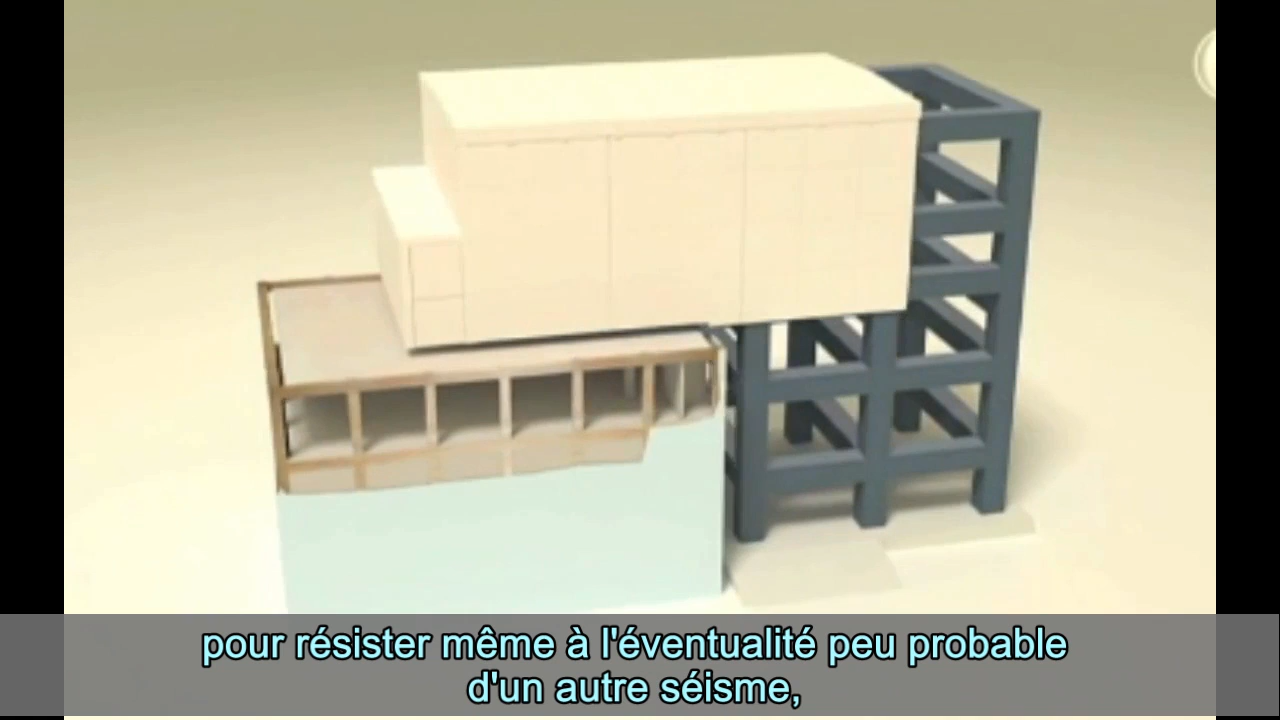 pour résister même à l'éventualité peu probable
d'un autre séisme,